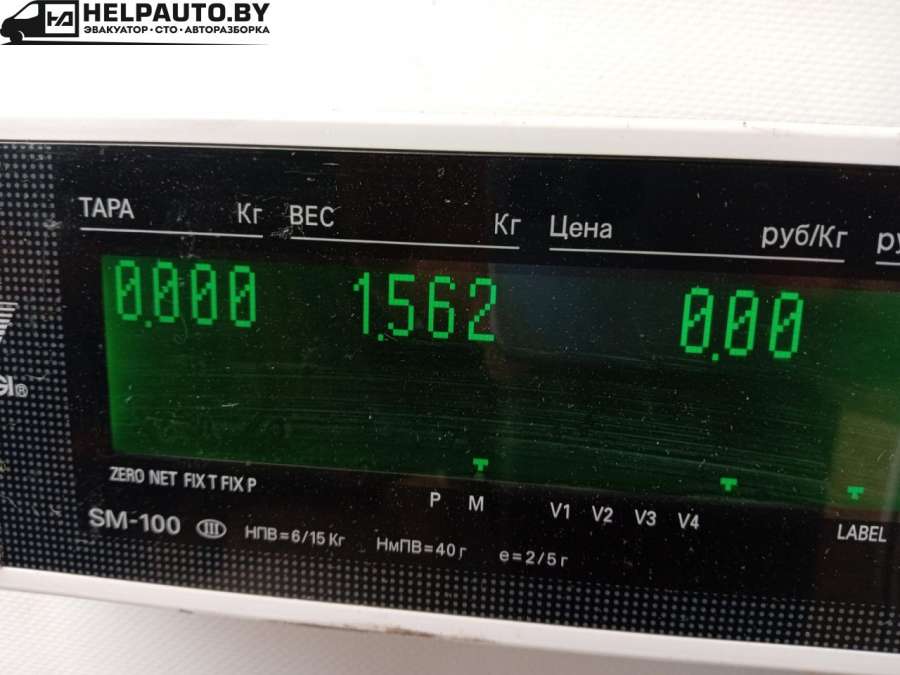 HELPAUTO.BY
ЭВАКУАТОР · СТО · АВТОРАЗБОРКА
ТАРА Кг ВЕС Кг Цена руб/Кг
0.000 1.562 0.00
ZERO NET FIX T FIX P
P M V1 V2 V3 V4 LABEL
SM-100 III НПВ=6/15 Кг НмПВ=40 г e=2/5 г